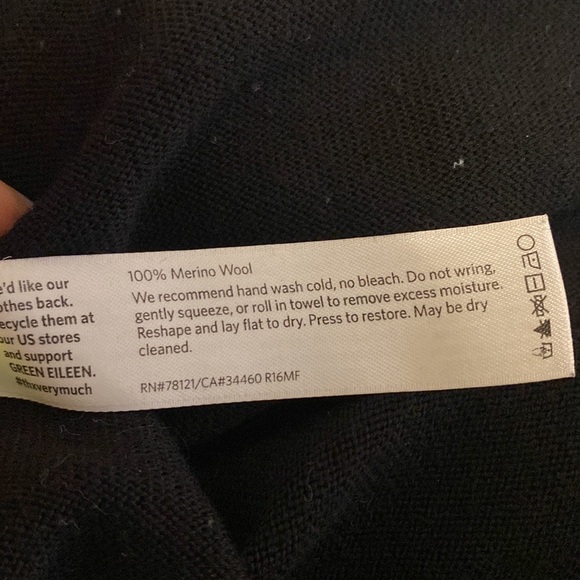 e'd like our
othes back.
ecycle them at
our US stores
and support
GREEN EILEEN.
#thxverymuch
100% Merino Wool
We recommend hand wash cold, no bleach. Do not wring,
gently squeeze, or roll in towel to remove excess moisture.
Reshape and lay flat to dry. Press to restore. May be dry
cleaned.
RN#78121/CA#34460 R16MF